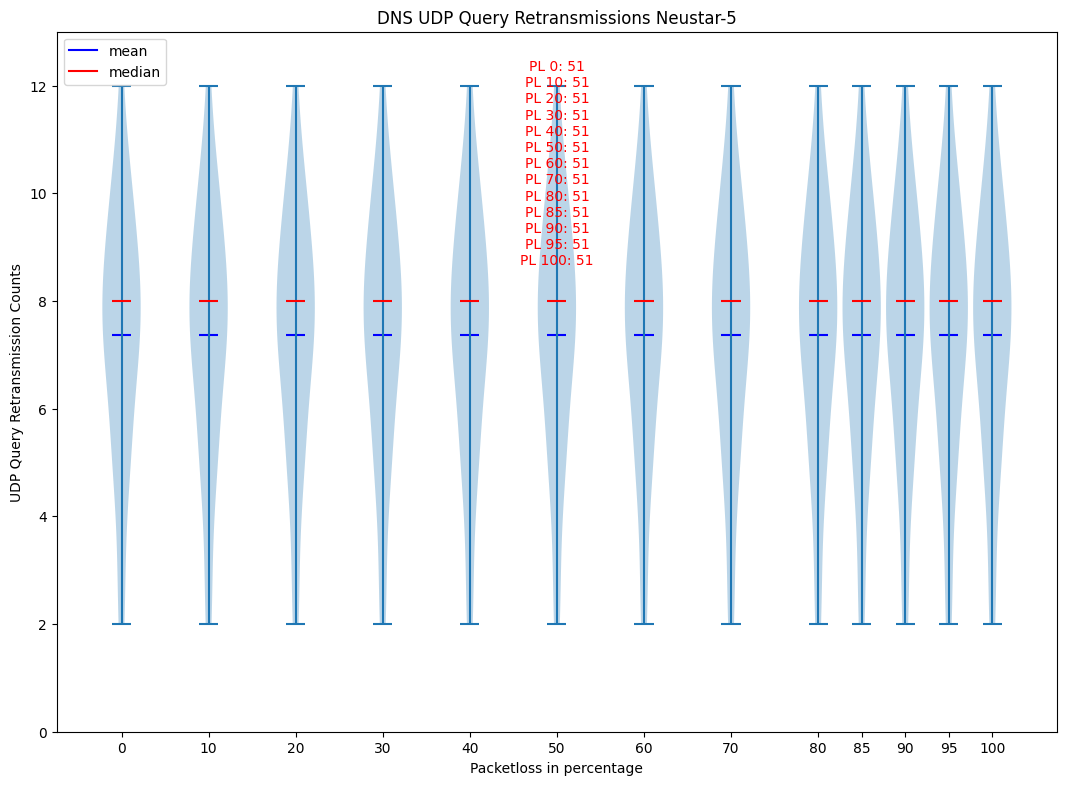 DNS UDP Query Retransmissions Neustar-5
mean
median
PL 0: 51
PL 10: 51
PL 20: 51
PL 30: 51
PL 40: 51
PL 50: 51
PL 60: 51
PL 70: 51
PL 80: 51
PL 85: 51
PL 90: 51
PL 95: 51
PL 100: 51
UDP Query Retransmission Counts
12
10
8
6
4
2
0
0 10 20 30 40 50 60 70 80 85 90 95 100
Packetloss in percentage